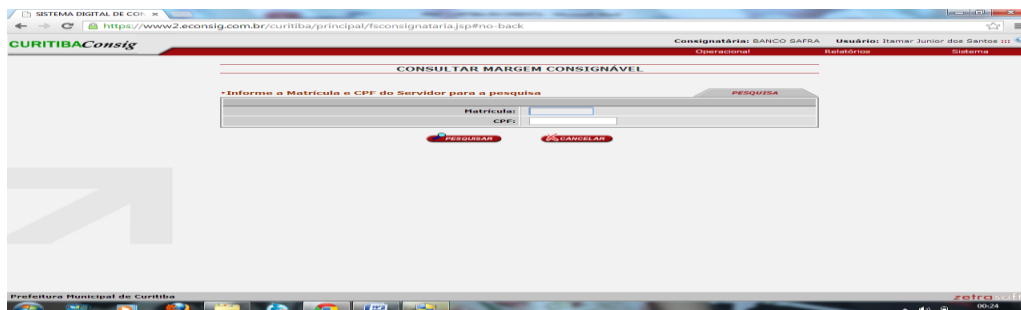 SISTEMA DIGITAL DE CON
https://www2.econsig.com.br/curitiba/principal/fsconsignataria.jsp#no-back
CURITIBAConsig
Consignatária: BANCO SAFRA Usuário: Itamar Junior dos Santos :::
Operacional Relatórios Sistema
CONSULTAR MARGEM CONSIGNÁVEL
•Informe a Matrícula e CPF do Servidor para a pesquisa
PESQUISA
Matrícula:
CPF:
PESQUISAR CANCELAR
Prefeitura Municipal de Curitiba
zetrasoft
00:24